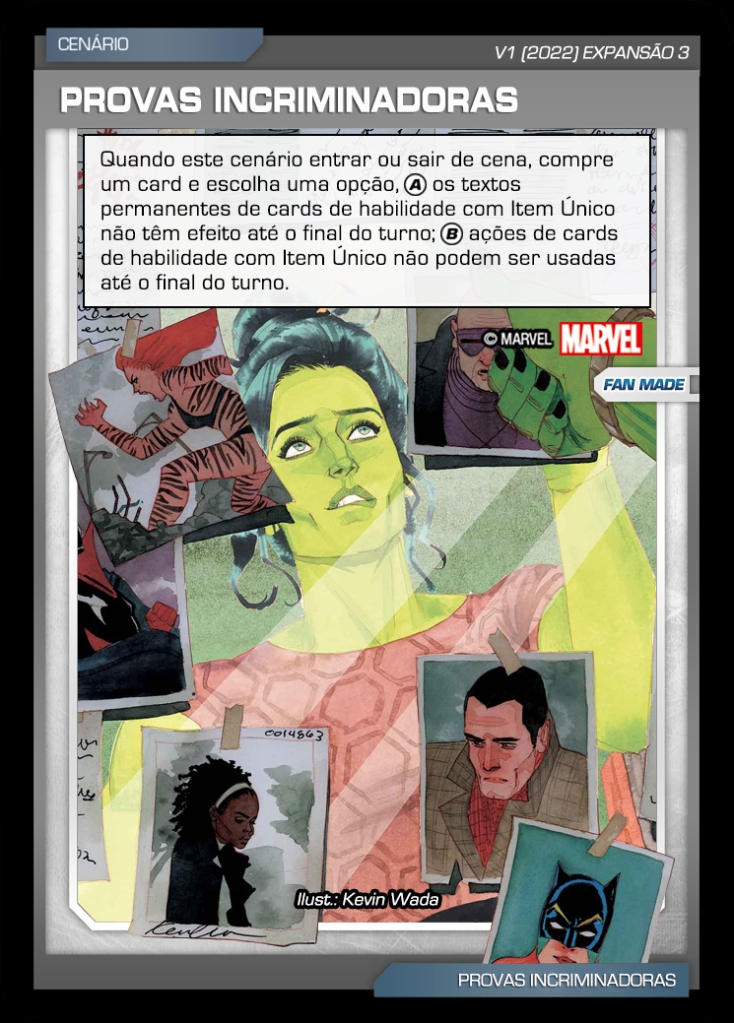 CENÁRIO
V1 (2022) EXPANSÃO 3
PROVAS INCRIMINADORAS
Quando este cenário entrar ou sair de cena, compre
um card e escolha uma opção, A os textos
permanentes de cards de habilidade com Item Único
não têm efeito até o final do turno; B ações de cards
de habilidade com Item Único não podem ser usadas
até o final do turno.
© MARVEL MARVEL
FAN MADE
0014863
Ilust.: Kevin Wada
PROVAS INCRIMINADORAS